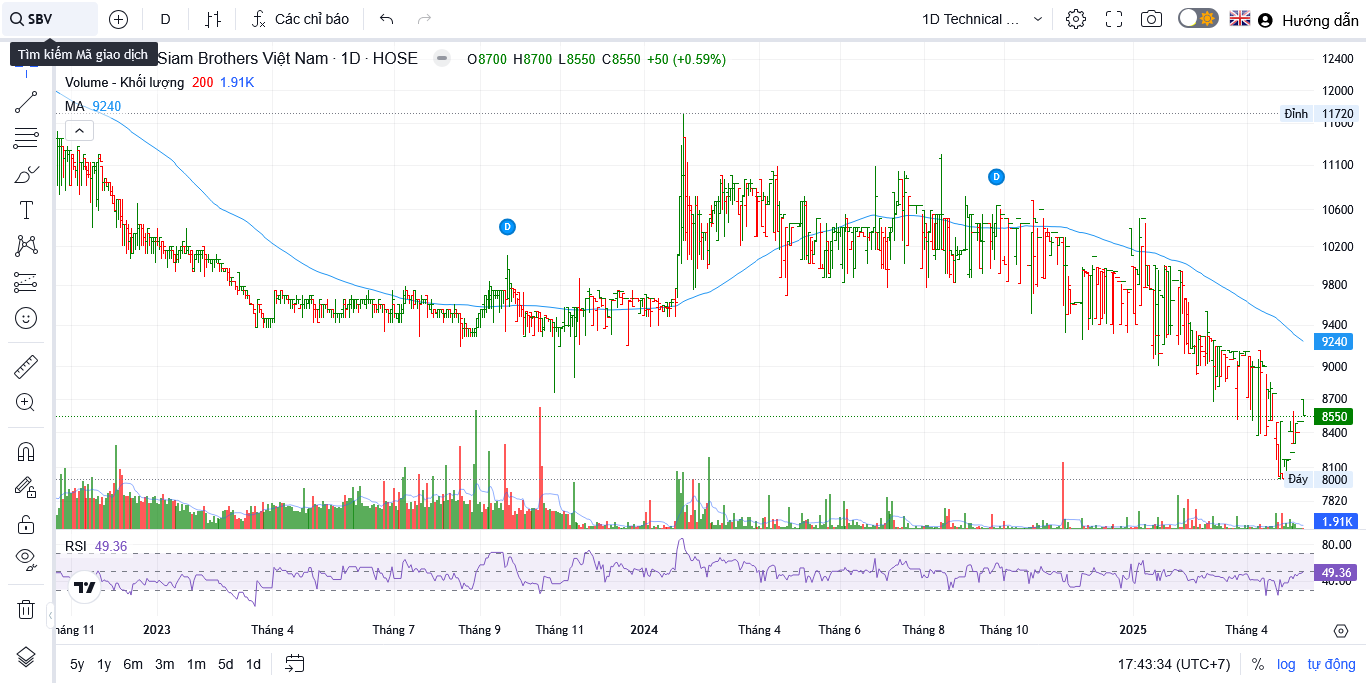 SBV
D
Các chỉ báo
1D Technical ...
Hướng dẫn
Tìm kiếm Mã giao dịch
Siam Brothers Việt Nam · 1D · HOSE
O8700 H8700 L8550 C8550 +50 (+0.59%)
Volume - Khối lượng 200 1.91K
MA 9240
12400
12000
Đỉnh 11720
11600
11100
D
10600
D
10200
9800
9400
9240
9000
8700
8550
8400
8100
Đáy 8000
7820
1.91K
RSI 49.36
80.00
49.36
40.00
háng 11
2023
Tháng 4
Tháng 7
Tháng 9
Tháng 11
2024
Tháng 4
Tháng 6
Tháng 8
Tháng 10
2025
Tháng 4
5y 1y 6m 3m 1m 5d 1d
17:43:34 (UTC+7) % log tự động